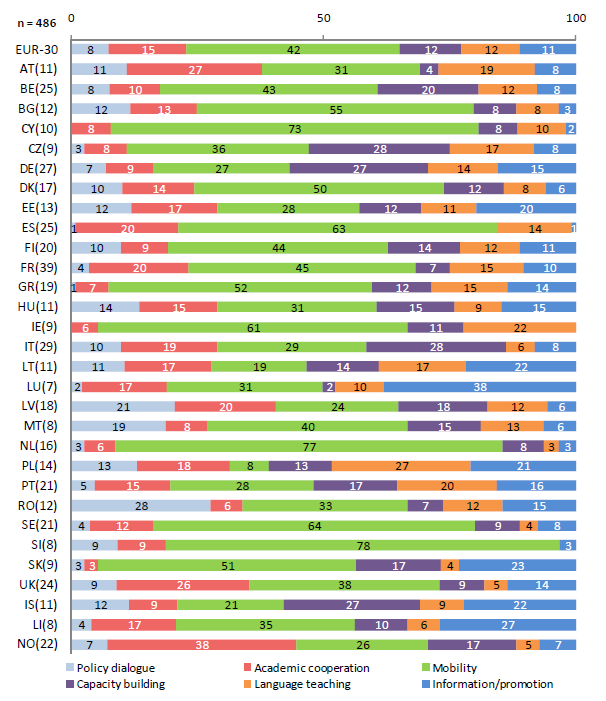 n = 486 0 50 100
EUR-30 8 15 42 12 12 11
AT(11) 11 27 31 4 19 8
BE(25) 8 10 43 20 12 8
BG(12) 12 13 55 8 8 3
CY(10) 8 73 8 10 2
CZ(9) 3 8 36 28 17 8
DE(27) 7 9 27 27 14 15
DK(17) 10 14 50 12 8 6
EE(13) 12 17 28 12 11 20
ES(25) 1 20 63 14 1
FI(20) 10 9 44 14 12 11
FR(39) 4 20 45 7 15 10
GR(19) 1 7 52 12 15 14
HU(11) 14 15 31 15 9 15
IE(9) 6 61 11 22
IT(29) 10 19 29 28 6 8
LT(11) 11 17 19 14 17 22
LU(7) 2 17 31 2 10 38
LV(18) 21 20 24 18 12 6
MT(8) 19 8 40 15 13 6
NL(16) 3 6 77 8 3 3
PL(14) 13 18 8 13 27 21
PT(21) 5 15 28 17 20 16
RO(12) 28 6 33 7 12 15
SE(21) 4 12 64 9 4 8
SI(8) 9 9 78 3
SK(9) 3 3 51 17 4 23
UK(24) 9 26 38 9 5 14
IS(11) 12 9 21 27 9 22
LI(8) 4 17 35 10 6 27
NO(22) 7 38 26 17 5 7
Policy dialogue Academic cooperation Mobility
Capacity building Language teaching Information/promotion